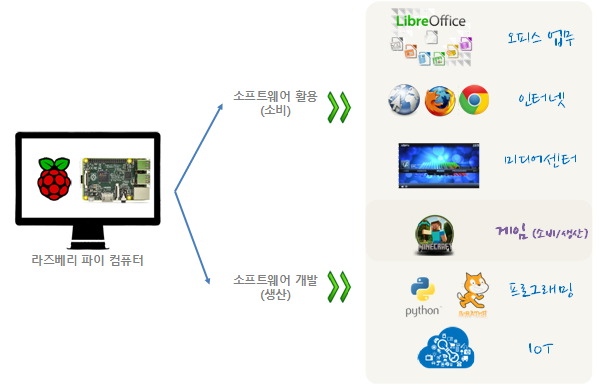 LibreOffice
오피스 업무
소프트웨어 활용
(소비)
인터넷
미디어센터
라즈베리 파이 컴퓨터
MINECRAFT
게임 (소비/생산)
소프트웨어 개발
(생산)
python
프로그래밍
IOT